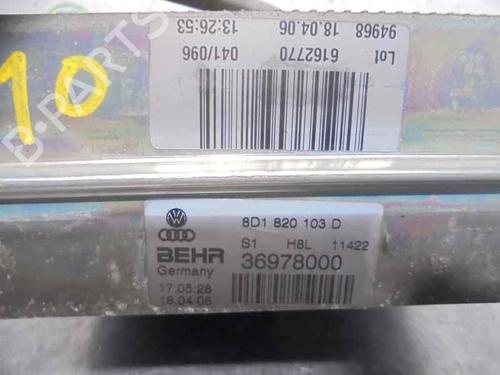 13:26:53 18.04.06 94968
041/096 6162770 Lot
10
B-PARTS
8D1 820 103 D
S1 H8L 11422
BEHR 36978000
Germany
17:05:28
18.04.06